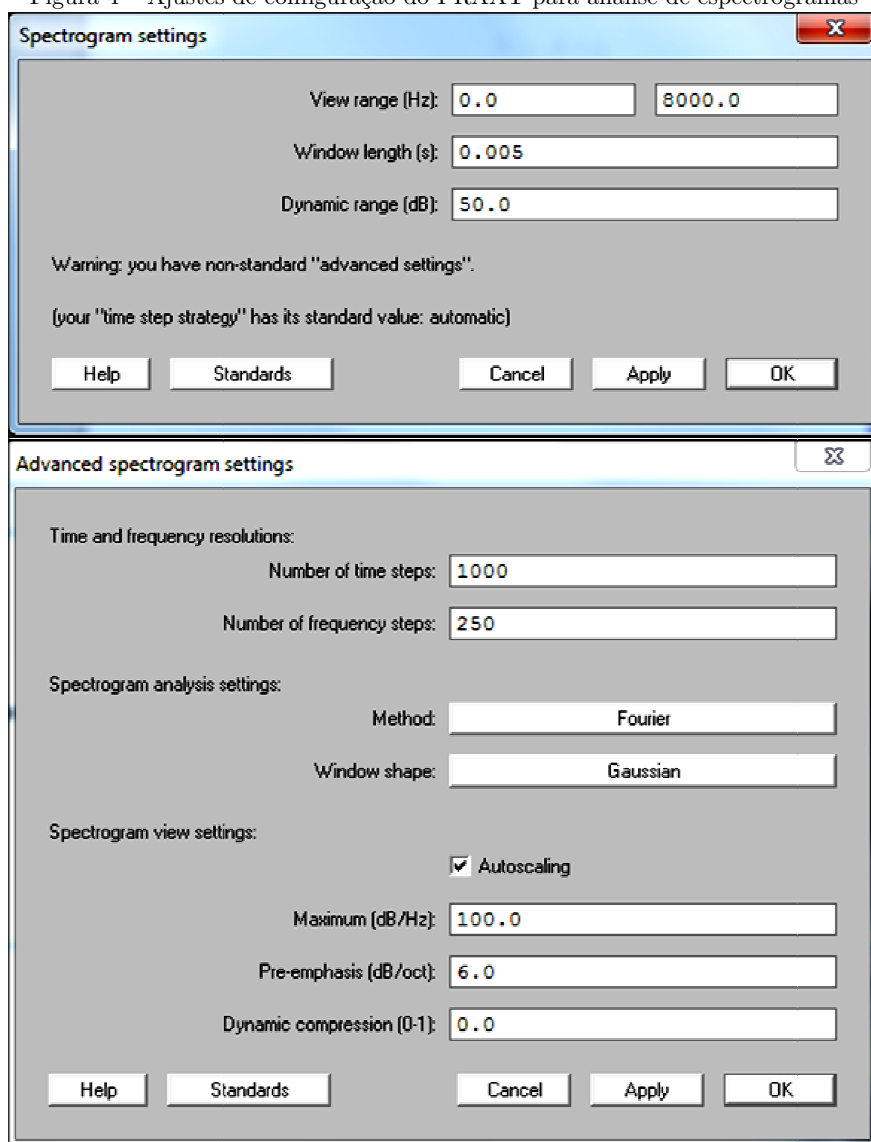 Ajustes de configuração do PRAAT para análise de espectrogramas
Spectrogram settings
View range (Hz): 0.0 8000.0
Window length (s): 0.005
Dynamic range (dB): 50.0
Warning: you have non-standard "advanced settings".
(your "time step strategy" has its standard value: automatic)
Help Standards Cancel Apply OK
Advanced spectrogram settings
Time and frequency resolutions:
Number of time steps: 1000
Number of frequency steps: 250
Spectrogram analysis settings:
Method: Fourier
Window shape: Gaussian
Spectrogram view settings:
Autoscaling
Maximum (dB/Hz): 100.0
Pre-emphasis (dB/oct): 6.0
Dynamic compression (0-1): 0.0
Help Standards Cancel Apply OK